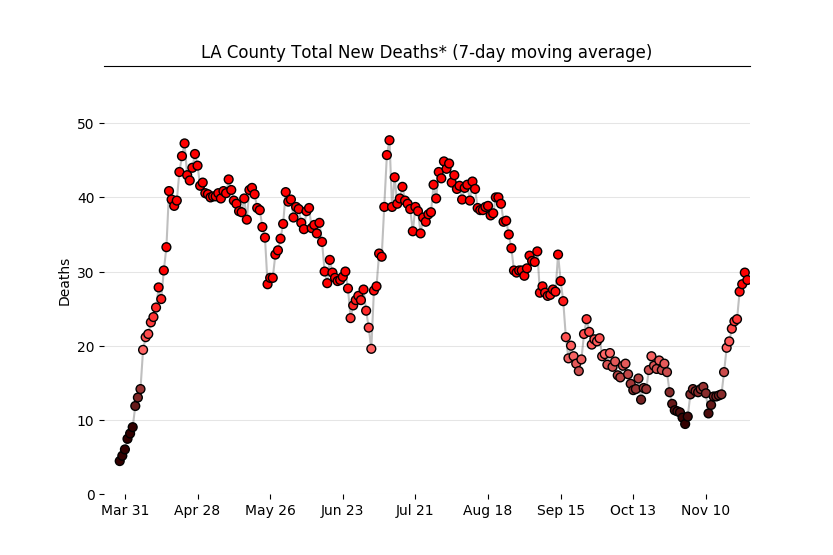 LA County Total New Deaths* (7-day moving average)
50
40
30
20
10
0
Deaths
Mar 31 Apr 28 May 26 Jun 23 Jul 21 Aug 18 Sep 15 Oct 13 Nov 10